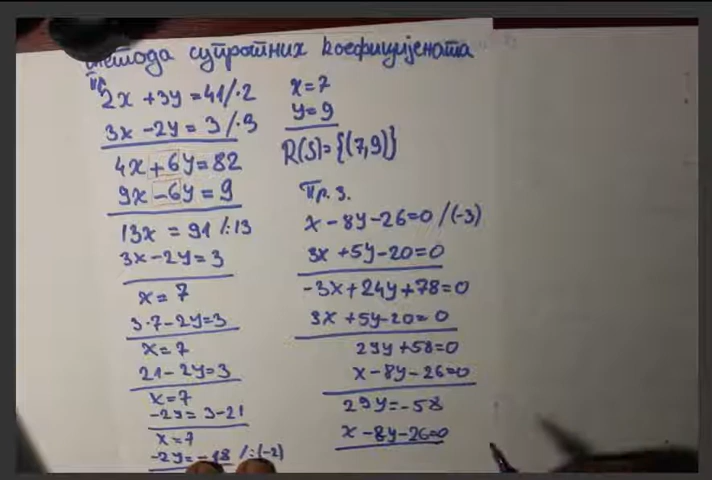 метода супротних коефицијената
Пр.
2x + 3y = 41 / ·2
3x - 2y = 3 / ·3
4x + 6y = 82
9x - 6y = 9
13x = 91 /:13
3x - 2y = 3
x = 7
3·7 - 2y = 3
x = 7
21 - 2y = 3
x = 7
-2y = 3 - 21
x = 7
-2y = -18 /:(-2)
x = 7
y = 9
R(S) = {(7,9)}
Пр. 3.
x - 8y - 26 = 0 / (-3)
3x + 5y - 20 = 0
-3x + 24y + 78 = 0
3x + 5y - 20 = 0
29y + 58 = 0
x - 8y - 26 = 0
29y = -58
x - 8y - 26 = 0